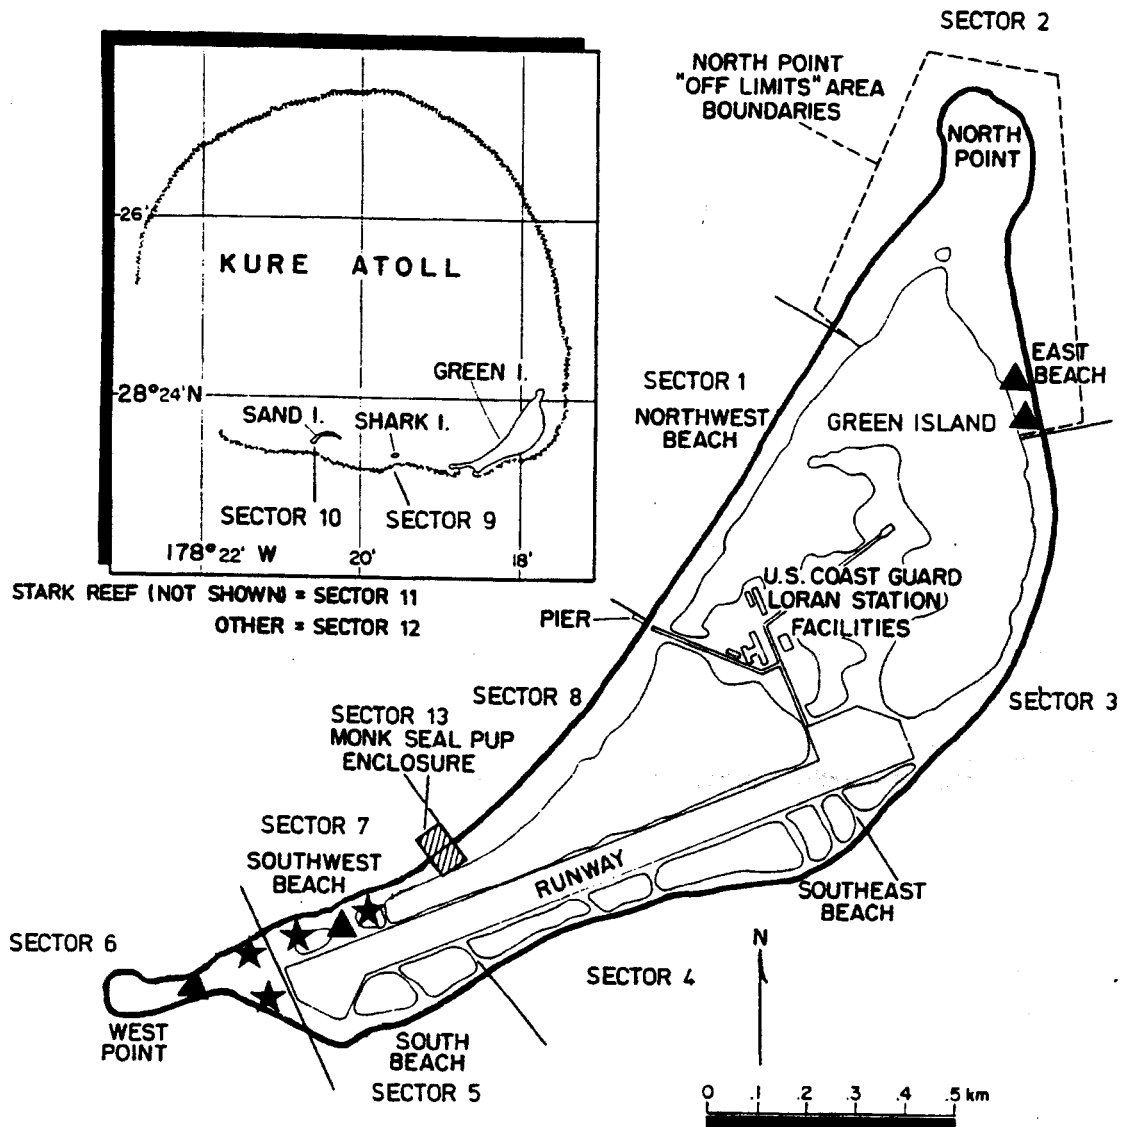 SECTOR 2
NORTH POINT
"OFF LIMITS" AREA
BOUNDARIES
NORTH
POINT
26'
KURE ATOLL
GREEN I.
28°24'N
SAND I.
SHARK I.
SECTOR 10
SECTOR 9
178°22' W
20'
18'
STARK REEF (NOT SHOWN) = SECTOR 11
OTHER = SECTOR 12
SECTOR 1
NORTHWEST
BEACH
EAST
BEACH
GREEN ISLAND
U.S. COAST GUARD
(LORAN STATION)
FACILITIES
PIER
SECTOR 8
SECTOR 3
SECTOR 13
MONK SEAL PUP
ENCLOSURE
SECTOR 7
SOUTHWEST
BEACH
RUNWAY
SOUTHEAST
BEACH
SECTOR 6
SECTOR 4
N
WEST
POINT
SOUTH
BEACH
SECTOR 5
0 .1 .2 .3 .4 .5 km